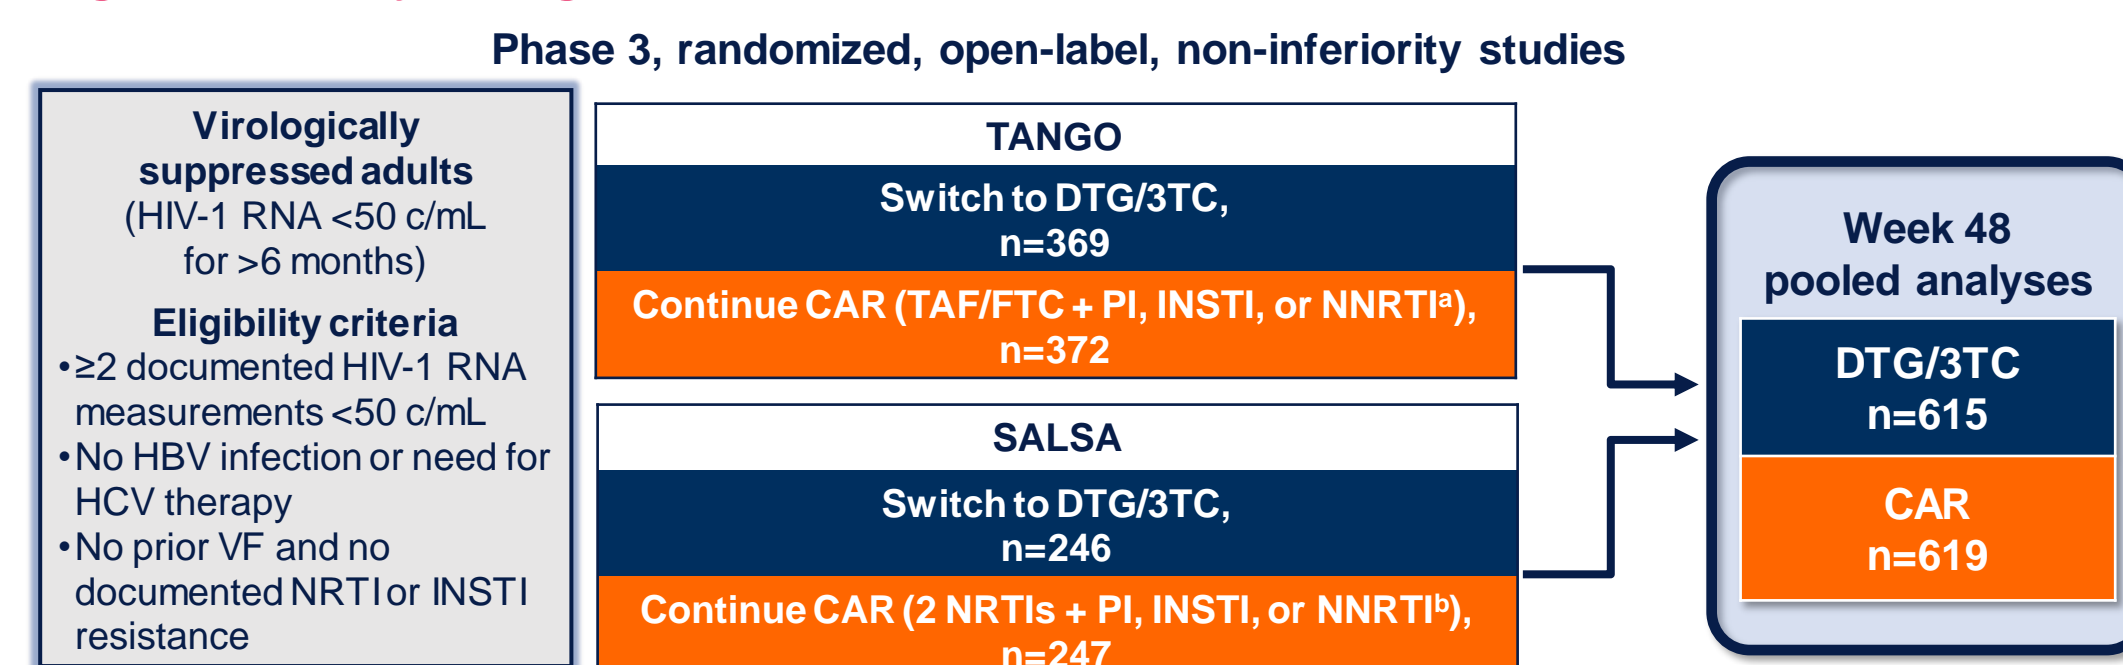 Phase 3, randomized, open-label, non-inferiority studies
Virologically
suppressed adults
(HIV-1 RNA <50 c/mL
for >6 months)
Eligibility criteria
•≥2 documented HIV-1 RNA
measurements <50 c/mL
•No HBV infection or need for
HCV therapy
•No prior VF and no
documented NRTI or INSTI
resistance
TANGO
Switch to DTG/3TC,
n=369
Continue CAR (TAF/FTC + PI, INSTI, or NNRTIᵃ),
n=372
SALSA
Switch to DTG/3TC,
n=246
Continue CAR (2 NRTIs + PI, INSTI, or NNRTIᵇ),
n=247
Week 48
pooled analyses
DTG/3TC
n=615
CAR
n=619